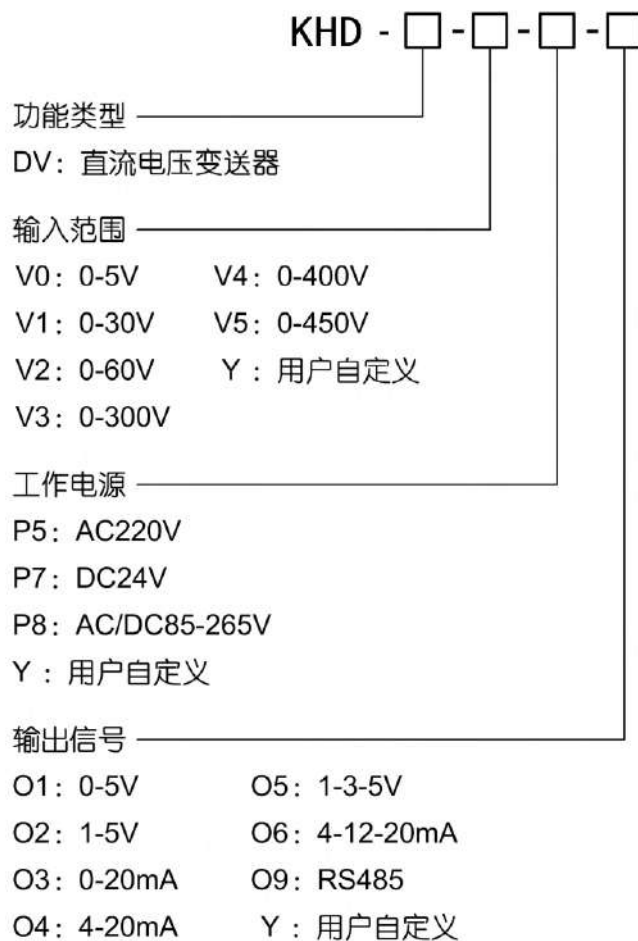 KHD - □ - □ - □ - □
功能类型
DV：直流电压变送器
输入范围
V0：0-5V V4：0-400V
V1：0-30V V5：0-450V
V2：0-60V Y：用户自定义
V3：0-300V
工作电源
P5：AC220V
P7：DC24V
P8：AC/DC85-265V
Y：用户自定义
输出信号
O1：0-5V O5：1-3-5V
O2：1-5V O6：4-12-20mA
O3：0-20mA O9：RS485
O4：4-20mA Y：用户自定义